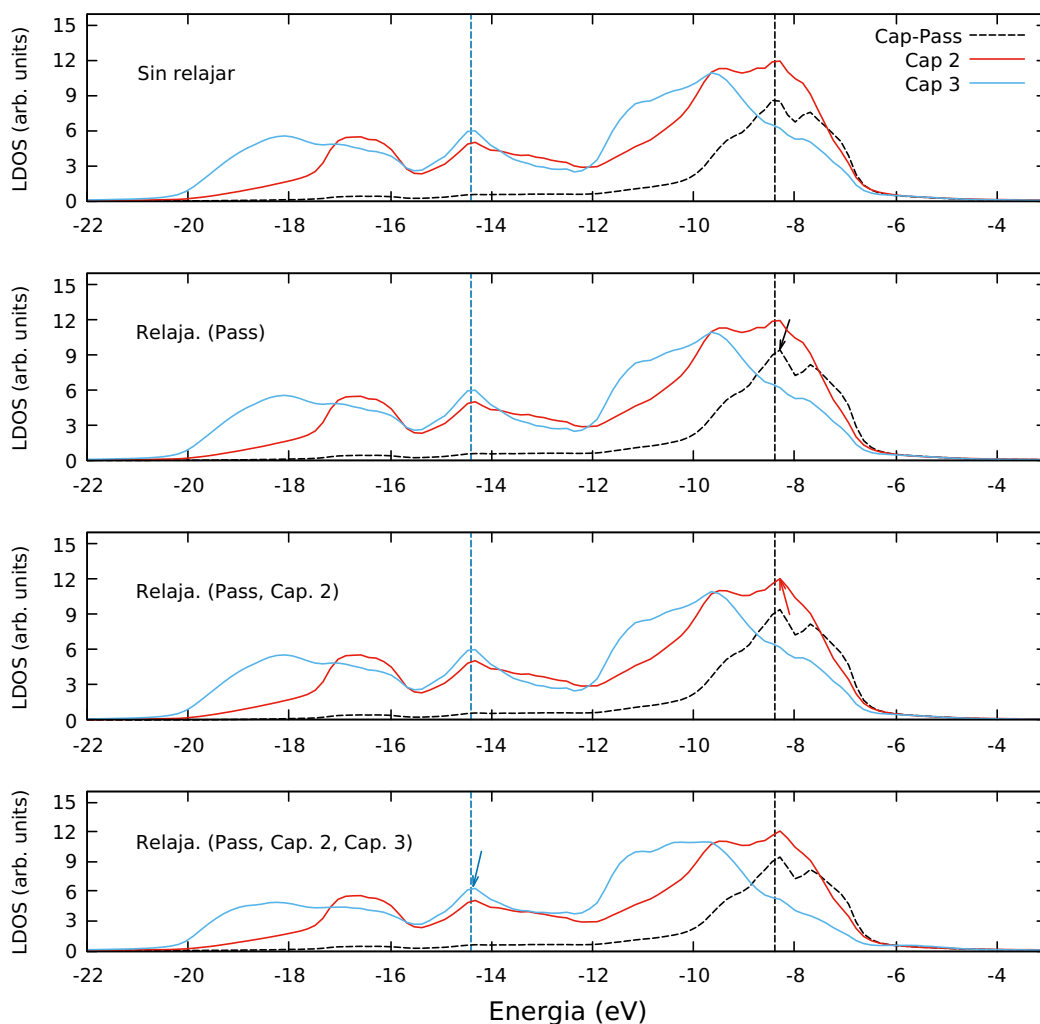 LDOS (arb. units)
15
12
9
6
3
0
Sin relajar
Cap-Pass
Cap 2
Cap 3
-22 -20 -18 -16 -14 -12 -10 -8 -6 -4
LDOS (arb. units)
15
12
9
6
3
0
Relaja. (Pass)
-22 -20 -18 -16 -14 -12 -10 -8 -6 -4
LDOS (arb. units)
15
12
9
6
3
0
Relaja. (Pass, Cap. 2)
-22 -20 -18 -16 -14 -12 -10 -8 -6 -4
LDOS (arb. units)
15
12
9
6
3
0
Relaja. (Pass, Cap. 2, Cap. 3)
-22 -20 -18 -16 -14 -12 -10 -8 -6 -4
Energia (eV)